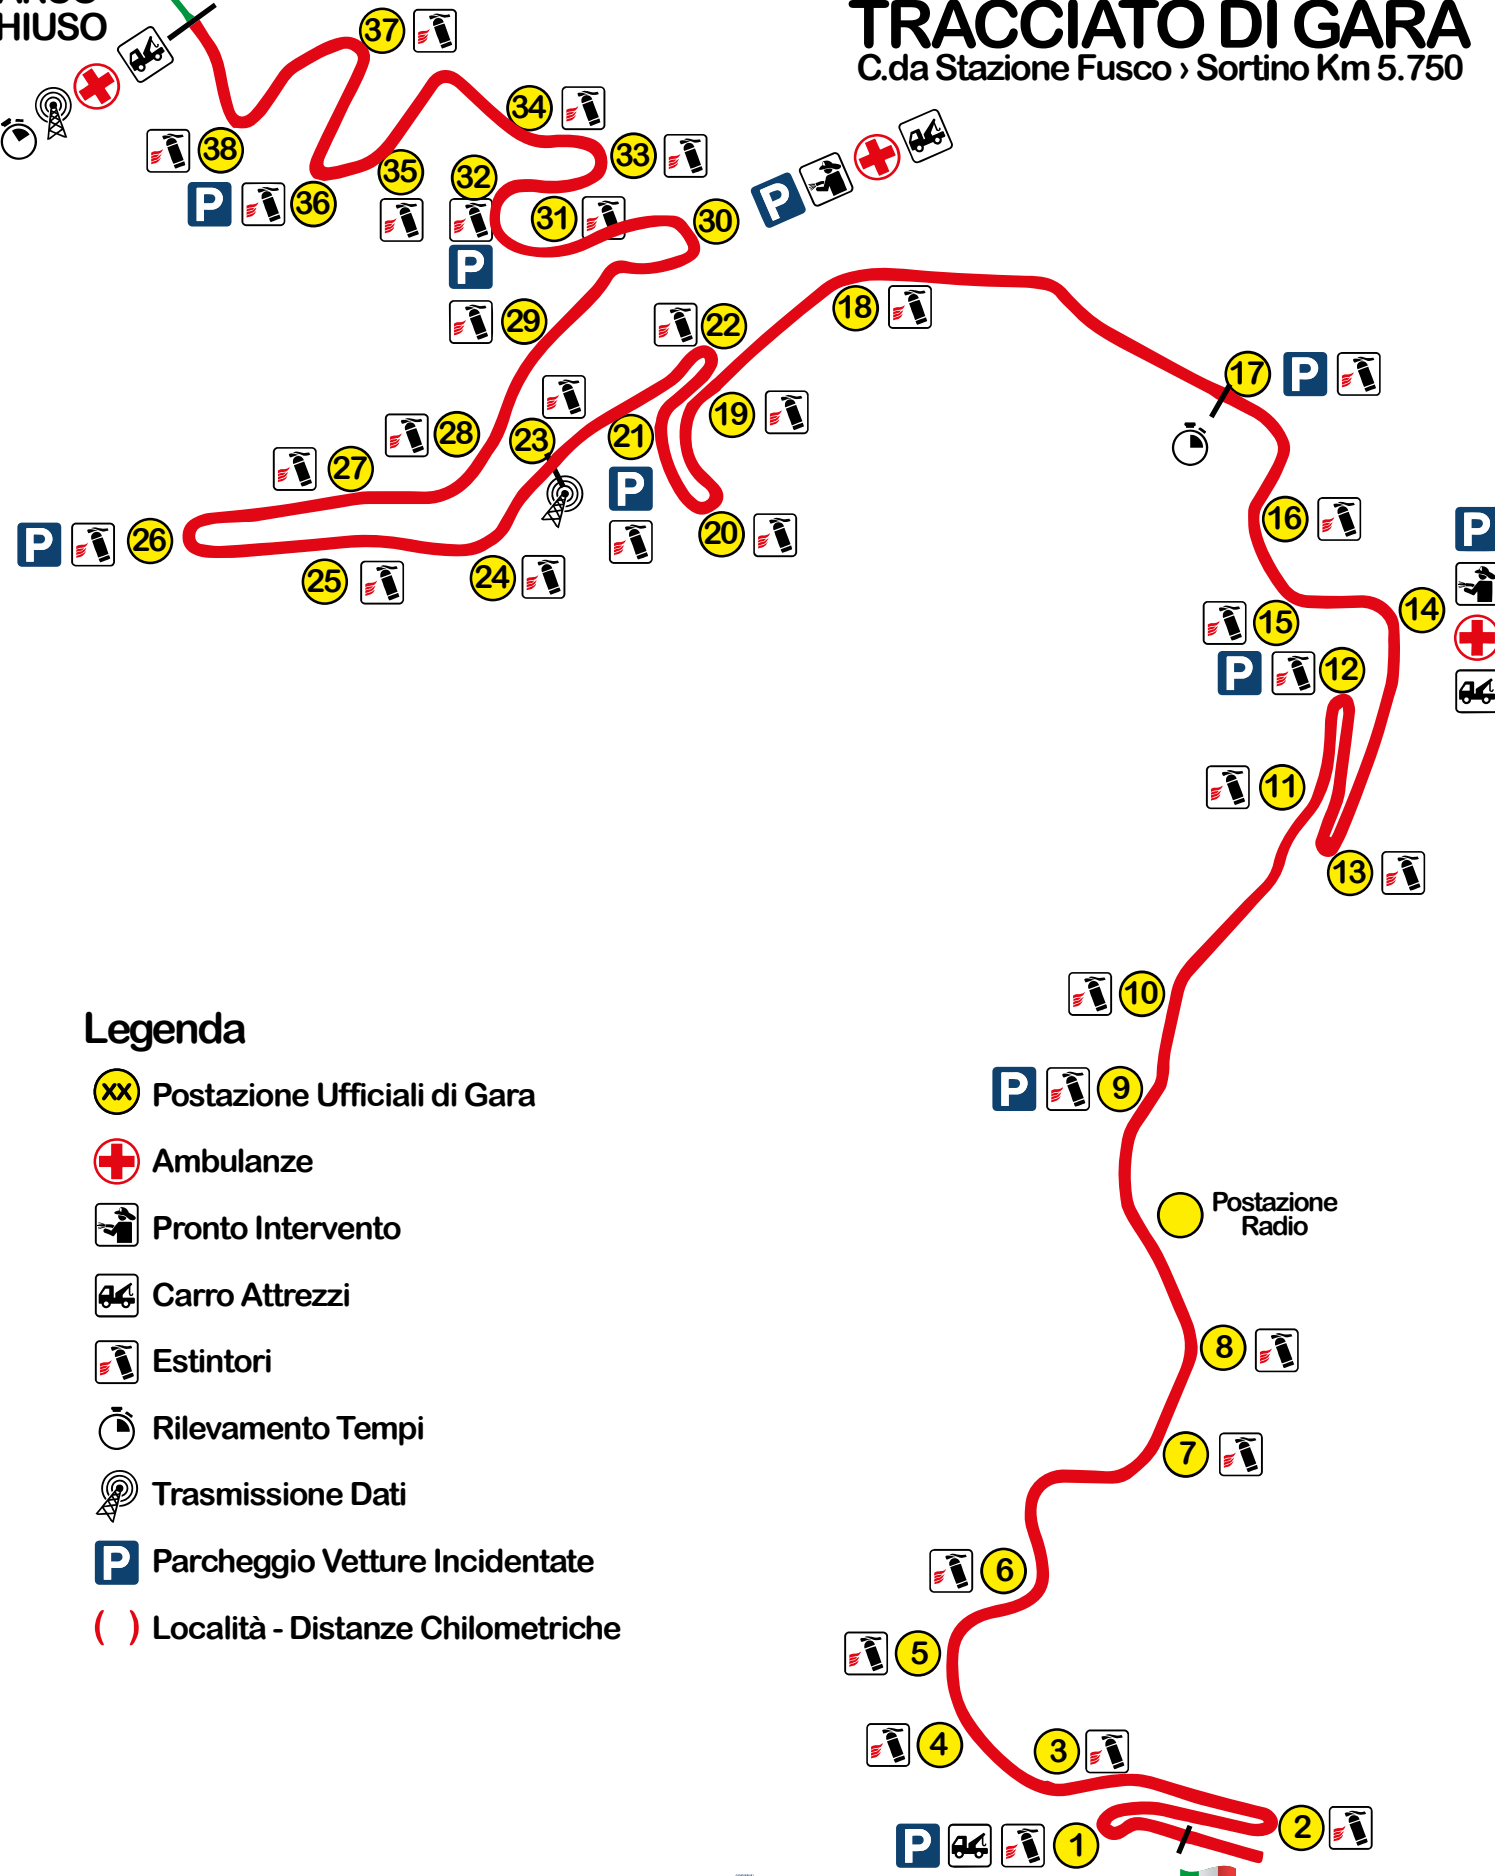 HIUSO
TRACCIATO DI GARA
C.da Stazione Fusco › Sortino Km 5.750
37
34
38
33
35
32
P
36
31
30
P
P
29
18
22
17
P
19
28
23
21
27
P
16
P
26
20
P
25
24
14
15
P
12
11
13
10
P
9
Legenda
XX Postazione Ufficiali di Gara
Ambulanze
Pronto Intervento
Carro Attrezzi
Estintori
Rilevamento Tempi
Trasmissione Dati
P Parcheggio Vetture Incidentate
( ) Località - Distanze Chilometriche
Postazione
Radio
8
7
6
5
4
3
2
P
1